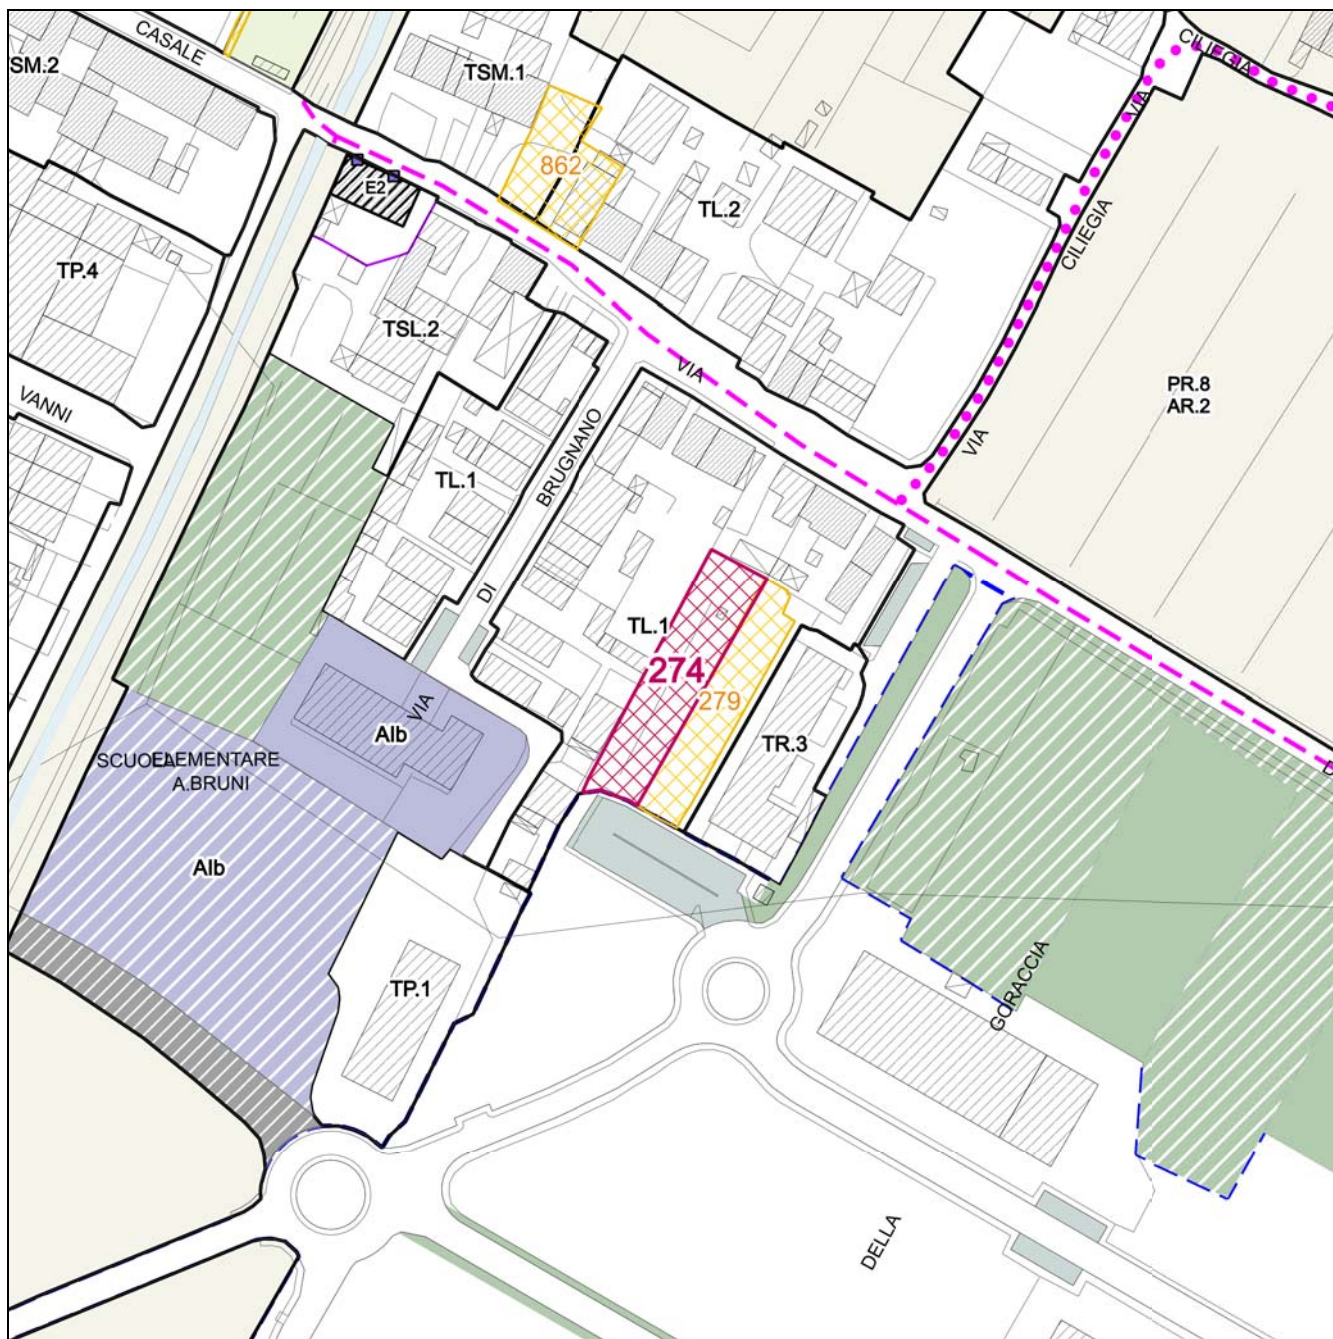 CASALE
CILIEGIA
SM.2
TSM.1
VIA
862
E2
TL.2
CILIEGIA
TP.4
TSL.2
VIA
PR.8
AR.2
VANNI
BRUGNANO
VIA
TL.1
DI
TL.1
274
279
VIA
Alb
TR.3
SCUOLA
ELEMENTARE
A.BRUNI
D
Alb
TP.1
GORACCIA
DELLA